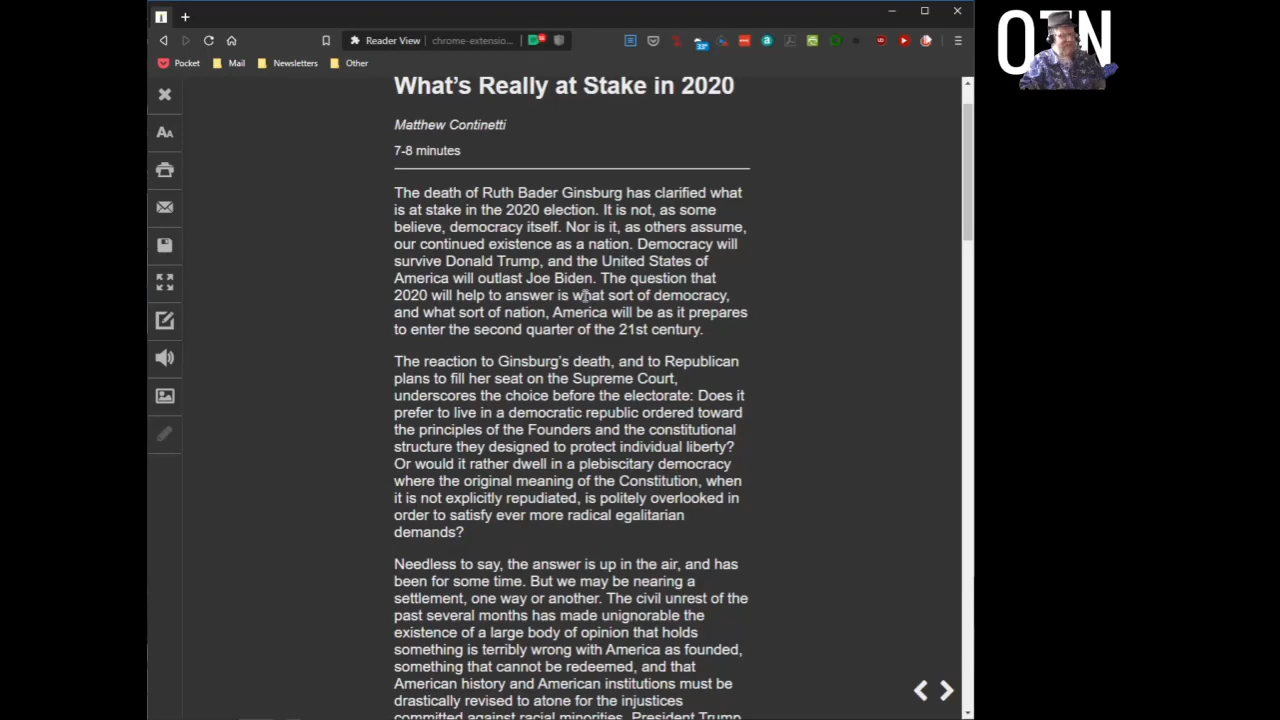 Reader View
chrome-extensio...
33°
Pocket
Mail
Newsletters
Other
OTN
AA
What's Really at Stake in 2020
Matthew Continetti
7-8 minutes
The death of Ruth Bader Ginsburg has clarified what
is at stake in the 2020 election. It is not, as some
believe, democracy itself. Nor is it, as others assume,
our continued existence as a nation. Democracy will
survive Donald Trump, and the United States of
America will outlast Joe Biden. The question that
2020 will help to answer is what sort of democracy,
and what sort of nation, America will be as it prepares
to enter the second quarter of the 21st century.
The reaction to Ginsburg's death, and to Republican
plans to fill her seat on the Supreme Court,
underscores the choice before the electorate: Does it
prefer to live in a democratic republic ordered toward
the principles of the Founders and the constitutional
structure they designed to protect individual liberty?
Or would it rather dwell in a plebiscitary democracy
where the original meaning of the Constitution, when
it is not explicitly repudiated, is politely overlooked in
order to satisfy ever more radical egalitarian
demands?
Needless to say, the answer is up in the air, and has
been for some time. But we may be nearing a
settlement, one way or another. The civil unrest of the
past several months has made unignorable the
existence of a large body of opinion that holds
something is terribly wrong with America as founded,
something that cannot be redeemed, and that
American history and American institutions must be
drastically revised to atone for the injustices
committed against racial minorities. President Trump